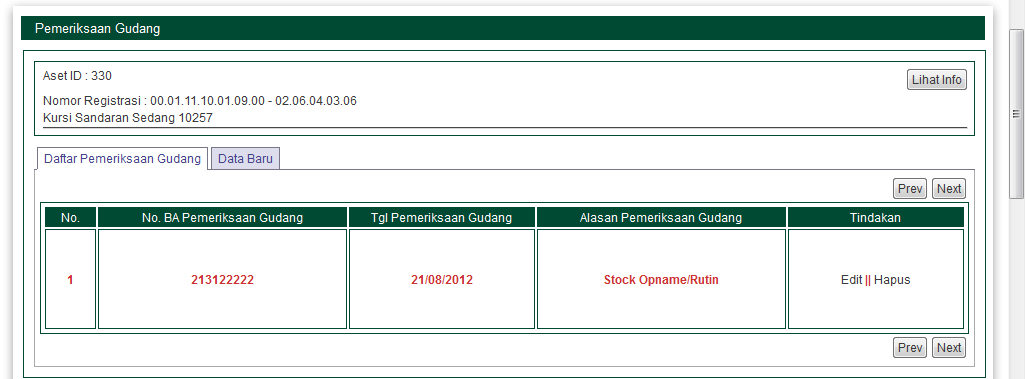 Pemeriksaan Gudang
Aset ID : 330
Lihat Info
Nomor Registrasi : 00.01.11.10.01.09.00 - 02.06.04.03.06
Kursi Sandaran Sedang 10257
Daftar Pemeriksaan Gudang Data Baru
Prev Next
No. No. BA Pemeriksaan Gudang Tgl Pemeriksaan Gudang Alasan Pemeriksaan Gudang Tindakan
1 213122222 21/08/2012 Stock Opname/Rutin Edit || Hapus
Prev Next